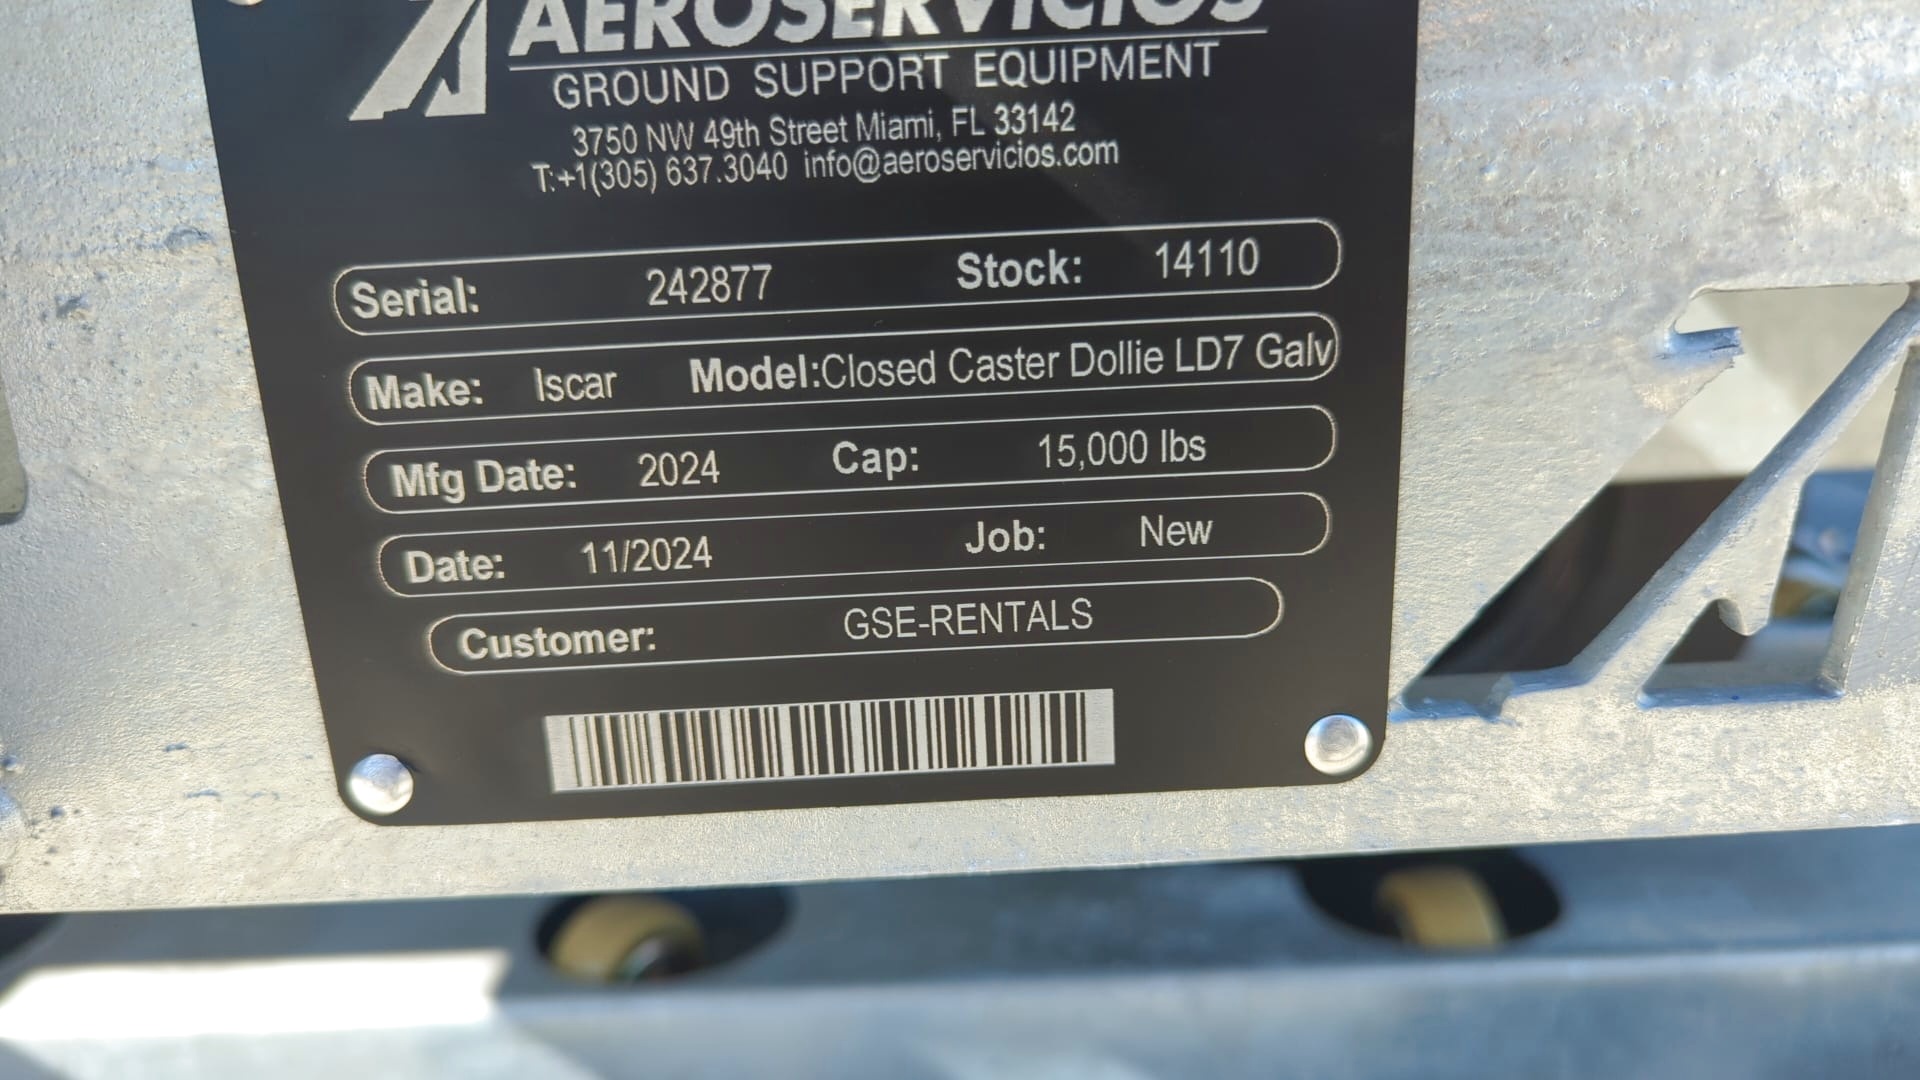 AEROSERVICIOS
GROUND SUPPORT EQUIPMENT
3750 NW 49th Street Miami, FL 33142
T:+1(305) 637.3040 info@aeroservicios.com
Serial: 242877 Stock: 14110
Make: Iscar Model:Closed Caster Dollie LD7 Galv
Mfg Date: 2024 Cap: 15,000 lbs
Date: 11/2024 Job: New
Customer: GSE-RENTALS